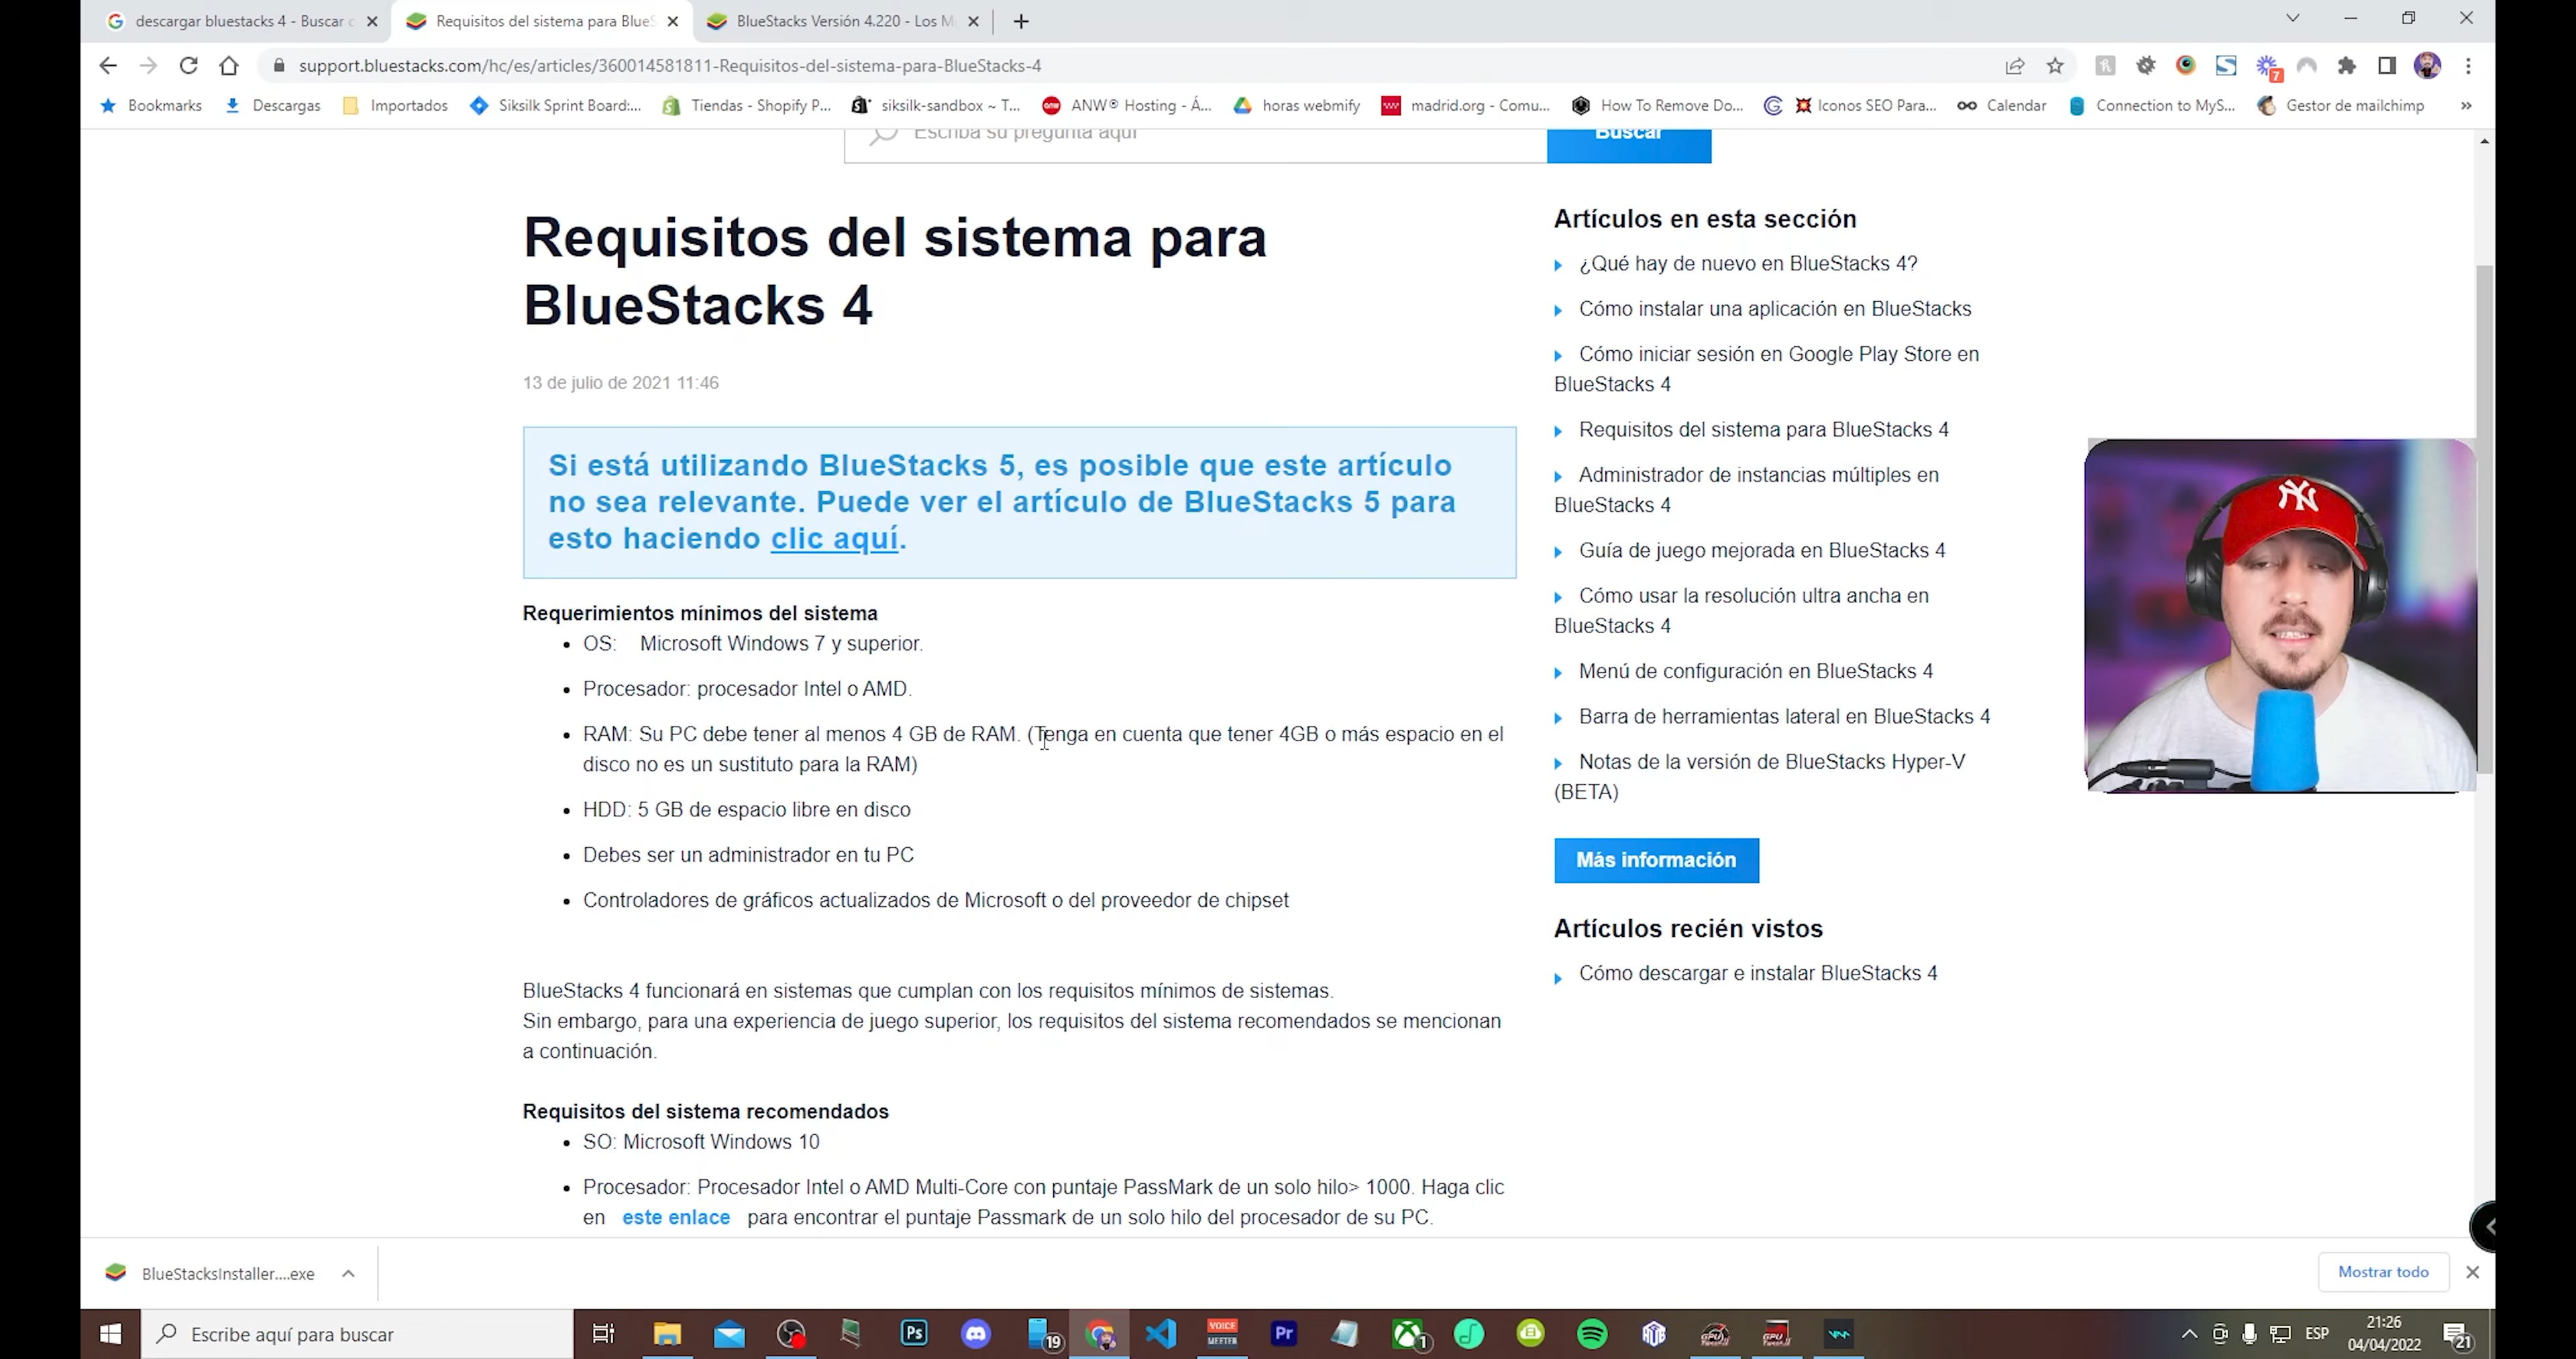 descargar bluestacks 4 - Buscar c
Requisitos del sistema para BlueS
BlueStacks Versión 4.220 - Los M
support.bluestacks.com/hc/es/articles/360014581811-Requisitos-del-sistema-para-BlueStacks-4
7
Bookmarks
Descargas
Importados
Siksilk Sprint Board:...
Tiendas - Shopify P...
siksilk-sandbox ~ T...
ANW® Hosting - Á...
horas webmify
madrid.org - Comu...
How To Remove Do...
Iconos SEO Para...
Calendar
Connection to MyS...
Gestor de mailchimp
Escriba su pregunta aquí
Buscar
Requisitos del sistema para
BlueStacks 4
13 de julio de 2021 11:46
Si está utilizando BlueStacks 5, es posible que este artículo
no sea relevante. Puede ver el artículo de BlueStacks 5 para
esto haciendo clic aquí.
Requerimientos mínimos del sistema
OS: Microsoft Windows 7 y superior.
Procesador: procesador Intel o AMD.
RAM: Su PC debe tener al menos 4 GB de RAM. (Tenga en cuenta que tener 4GB o más espacio en el
disco no es un sustituto para la RAM)
HDD: 5 GB de espacio libre en disco
Debes ser un administrador en tu PC
Controladores de gráficos actualizados de Microsoft o del proveedor de chipset
BlueStacks 4 funcionará en sistemas que cumplan con los requisitos mínimos de sistemas.
Sin embargo, para una experiencia de juego superior, los requisitos del sistema recomendados se mencionan
a continuación.
Requisitos del sistema recomendados
SO: Microsoft Windows 10
Procesador: Procesador Intel o AMD Multi-Core con puntaje PassMark de un solo hilo> 1000. Haga clic
en este enlace para encontrar el puntaje Passmark de un solo hilo del procesador de su PC.
Artículos en esta sección
¿Qué hay de nuevo en BlueStacks 4?
Cómo instalar una aplicación en BlueStacks
Cómo iniciar sesión en Google Play Store en
BlueStacks 4
Requisitos del sistema para BlueStacks 4
Administrador de instancias múltiples en
BlueStacks 4
Guía de juego mejorada en BlueStacks 4
Cómo usar la resolución ultra ancha en
BlueStacks 4
Menú de configuración en BlueStacks 4
Barra de herramientas lateral en BlueStacks 4
Notas de la versión de BlueStacks Hyper-V
(BETA)
Más información
Artículos recién vistos
Cómo descargar e instalar BlueStacks 4
NY
BlueStacksInstaller....exe
Mostrar todo
Escribe aquí para buscar
Ps
19
VOICE
MEETER
Pr
1
ESP
21:26
04/04/2022
21